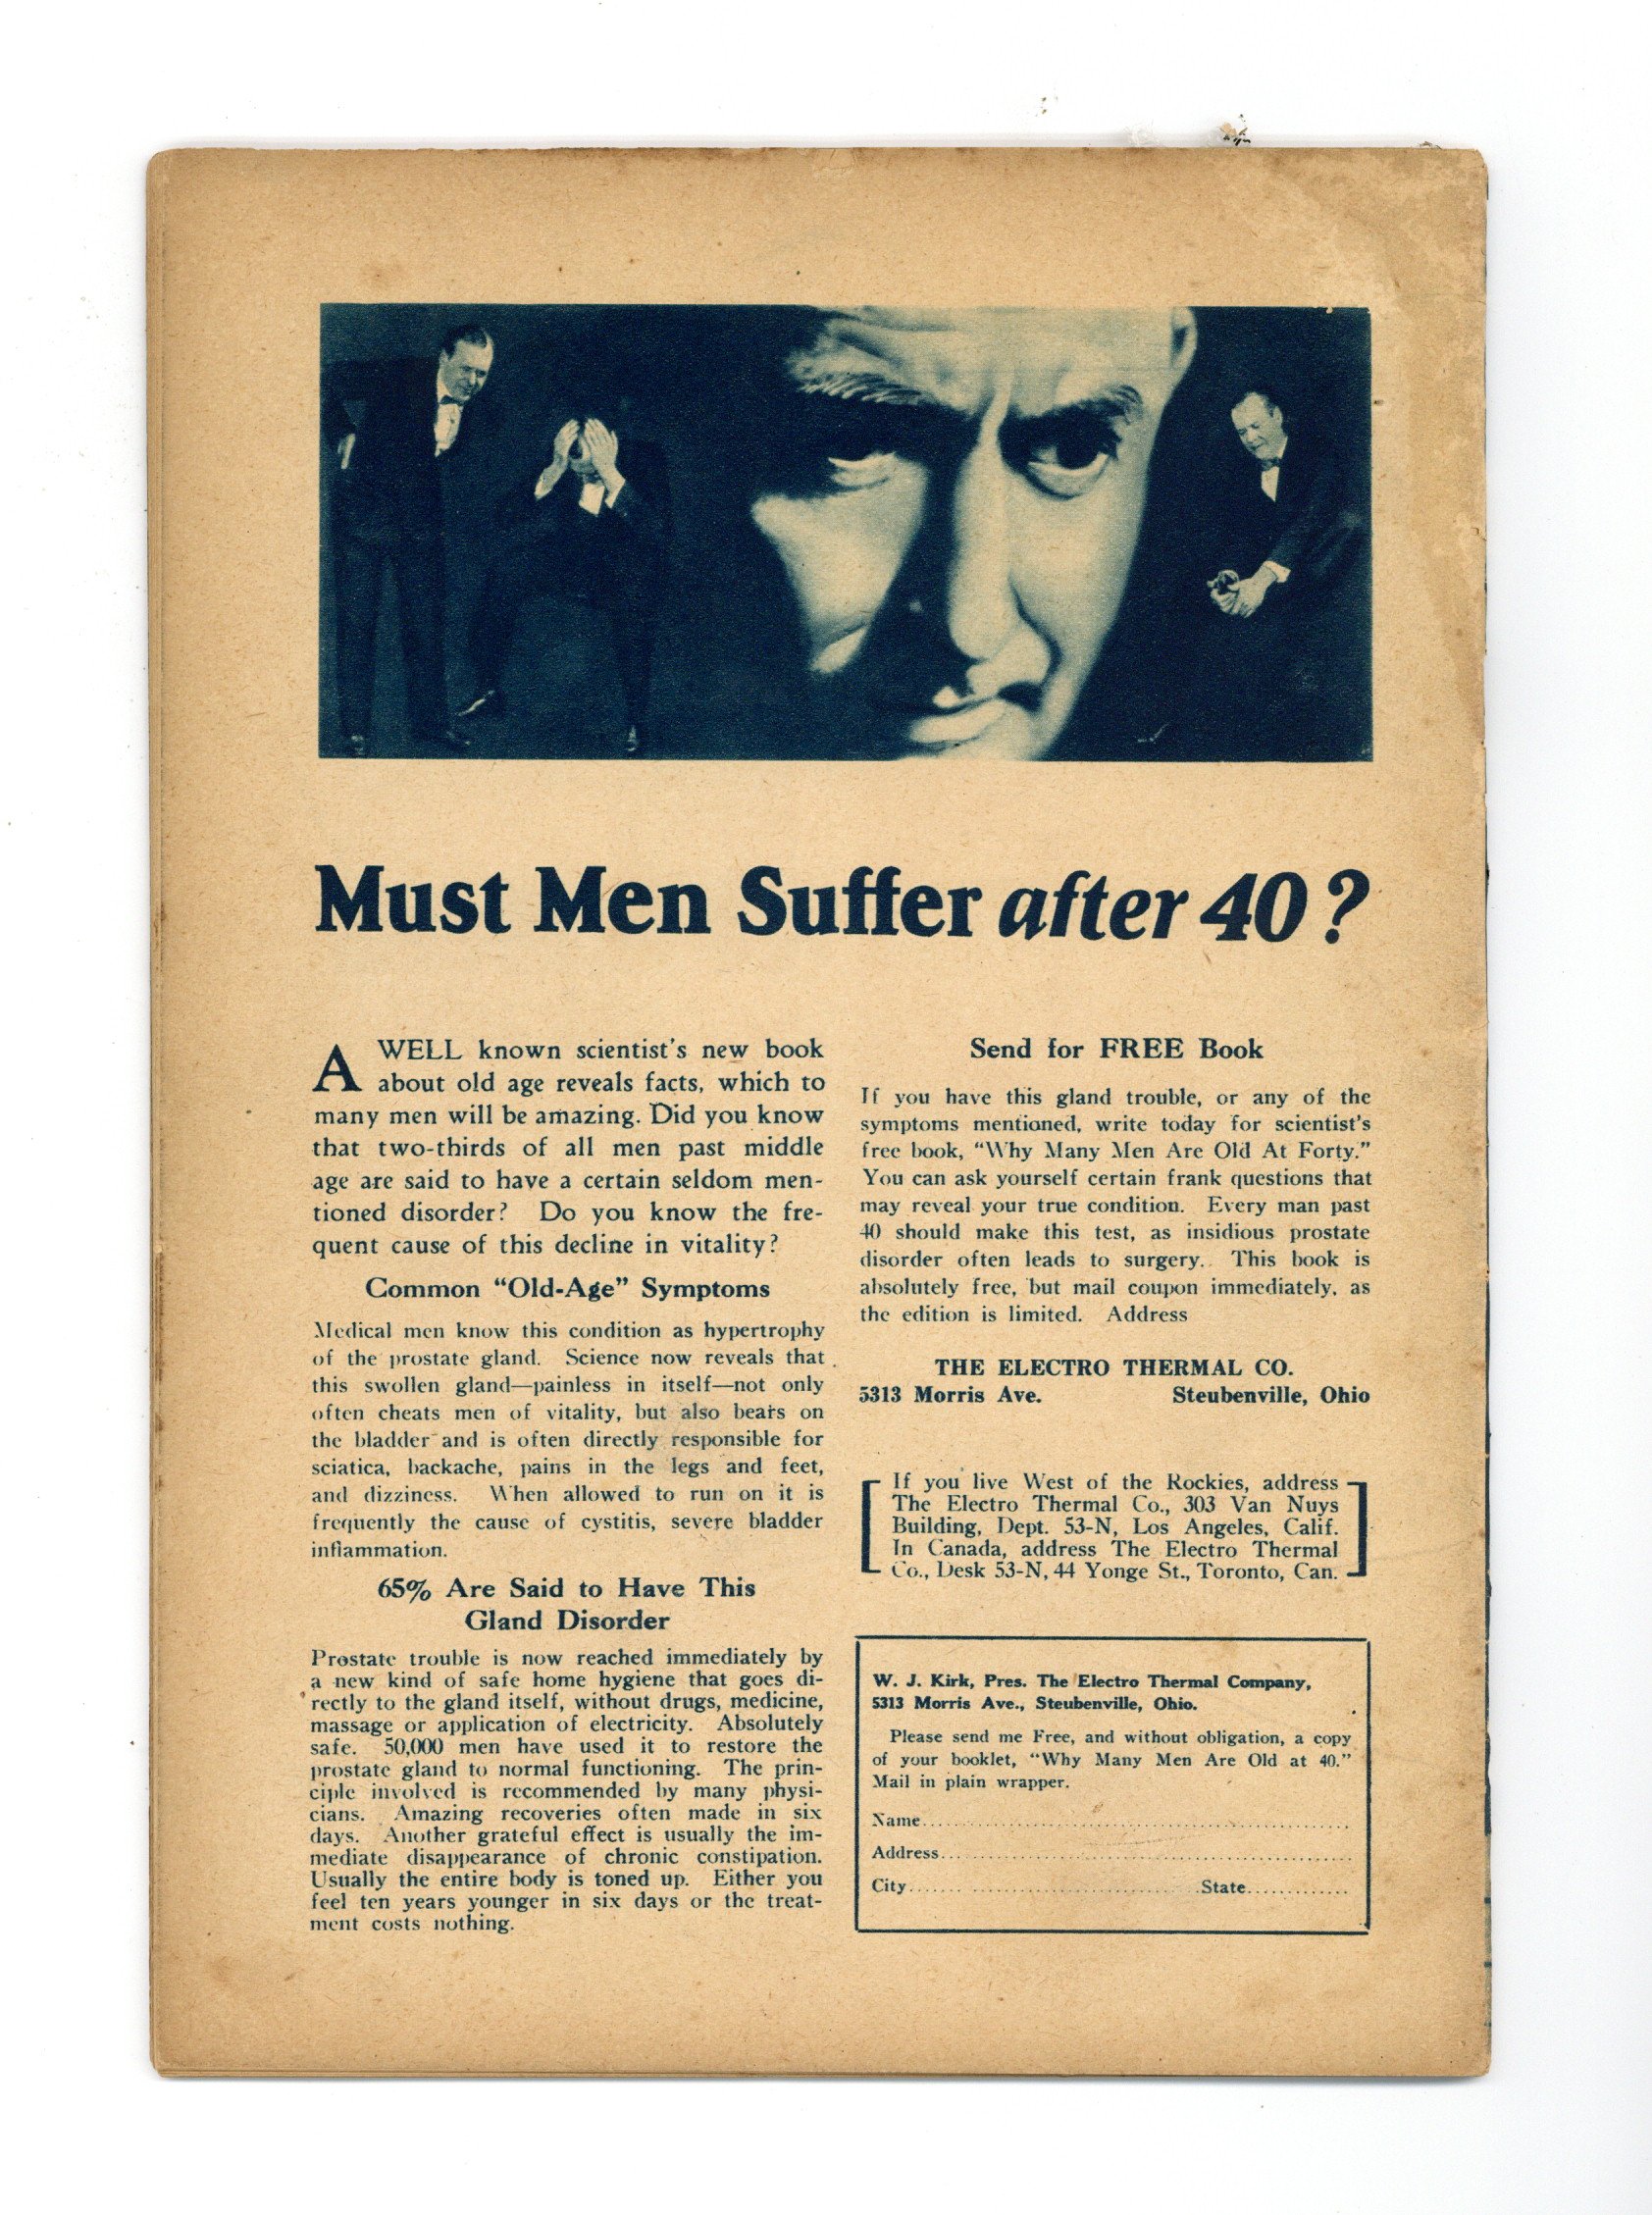 Must Men Suffer after 40?
A WELL known scientist's new book
about old age reveals facts, which to
many men will be amazing. Did you know
that two-thirds of all men past middle
age are said to have a certain seldom men-
tioned disorder? Do you know the fre-
quent cause of this decline in vitality?
Common "Old-Age" Symptoms
Medical men know this condition as hypertrophy
of the prostate gland. Science now reveals that
this swollen gland—painless in itself—not only
often cheats men of vitality, but also bears on
the bladder and is often directly responsible for
sciatica, backache, pains in the legs and feet,
and dizziness. When allowed to run on it is
frequently the cause of cystitis, severe bladder
inflammation.
65% Are Said to Have This
Gland Disorder
Prostate trouble is now reached immediately by
a new kind of safe home hygiene that goes di-
rectly to the gland itself, without drugs, medicine,
massage or application of electricity. Absolutely
safe. 50,000 men have used it to restore the
prostate gland to normal functioning. The prin-
ciple involved is recommended by many physi-
cians. Amazing recoveries often made in six
days. Another grateful effect is usually the im-
mediate disappearance of chronic constipation.
Usually the entire body is toned up. Either you
feel ten years younger in six days or the treat-
ment costs nothing.
Send for FREE Book
If you have this gland trouble, or any of the
symptoms mentioned, write today for scientist's
free book, "Why Many Men Are Old At Forty."
You can ask yourself certain frank questions that
may reveal your true condition. Every man past
40 should make this test, as insidious prostate
disorder often leads to surgery. This book is
absolutely free, but mail coupon immediately, as
the edition is limited. Address
THE ELECTRO THERMAL CO.
5313 Morris Ave. Steubenville, Ohio
If you live West of the Rockies, address
The Electro Thermal Co., 303 Van Nuys
Building, Dept. 53-N, Los Angeles, Calif.
In Canada, address The Electro Thermal
Co., Desk 53-N, 44 Yonge St., Toronto, Can.
W. J. Kirk, Pres. The Electro Thermal Company,
5313 Morris Ave., Steubenville, Ohio.
Please send me Free, and without obligation, a copy
of your booklet, "Why Many Men Are Old at 40."
Mail in plain wrapper.
Name
Address
City State